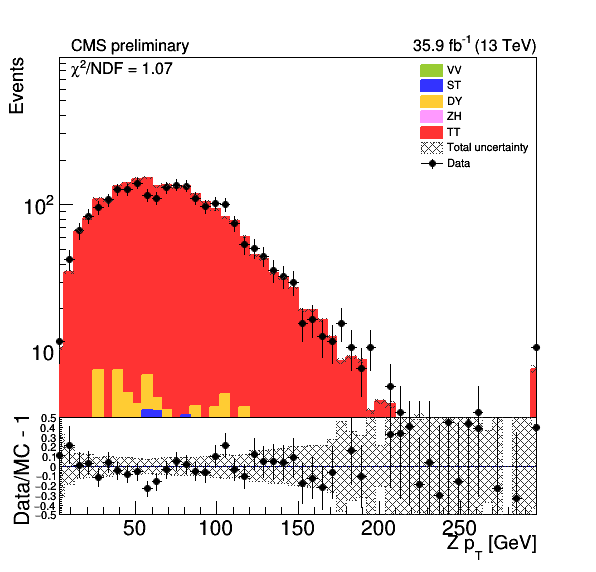 CMS preliminary
35.9 fb⁻¹ (13 TeV)
χ²/NDF = 1.07
VV
ST
DY
ZH
TT
Total uncertainty
Data
Events
10²
10
Data/MC - 1
0.5
0.4
0.3
0.2
0.1
0
-0.1
-0.2
-0.3
-0.4
-0.5
50 100 150 200 250
Z p_T [GeV]